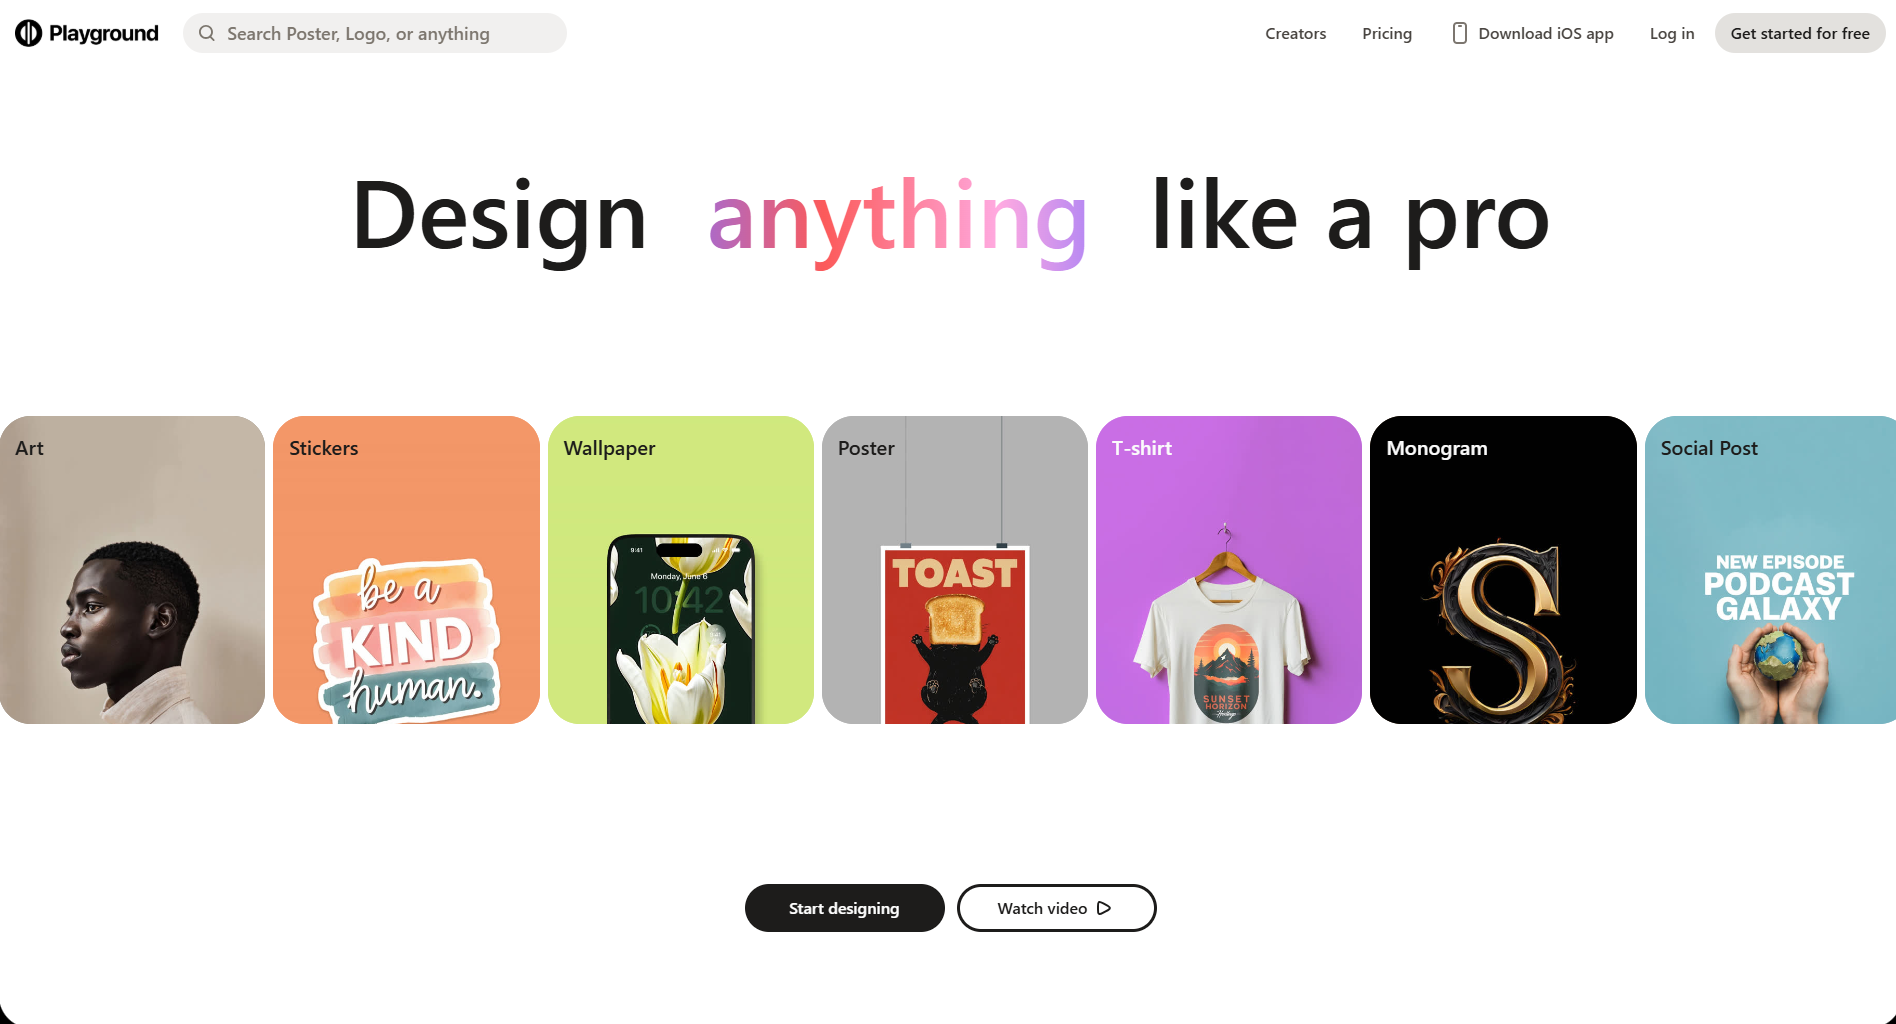 Playground
Search Poster, Logo, or anything
Creators
Pricing
Download iOS app
Log in
Get started for free
Design anything like a pro
Art
Stickers
be a
KIND
human.
Wallpaper
9:41
Monday, June 6
10:42
Poster
TOAST
T-shirt
SUNSET
HORIZON
Monogram
S
Social Post
NEW EPISODE
PODCAST
GALAXY
Start designing
Watch video